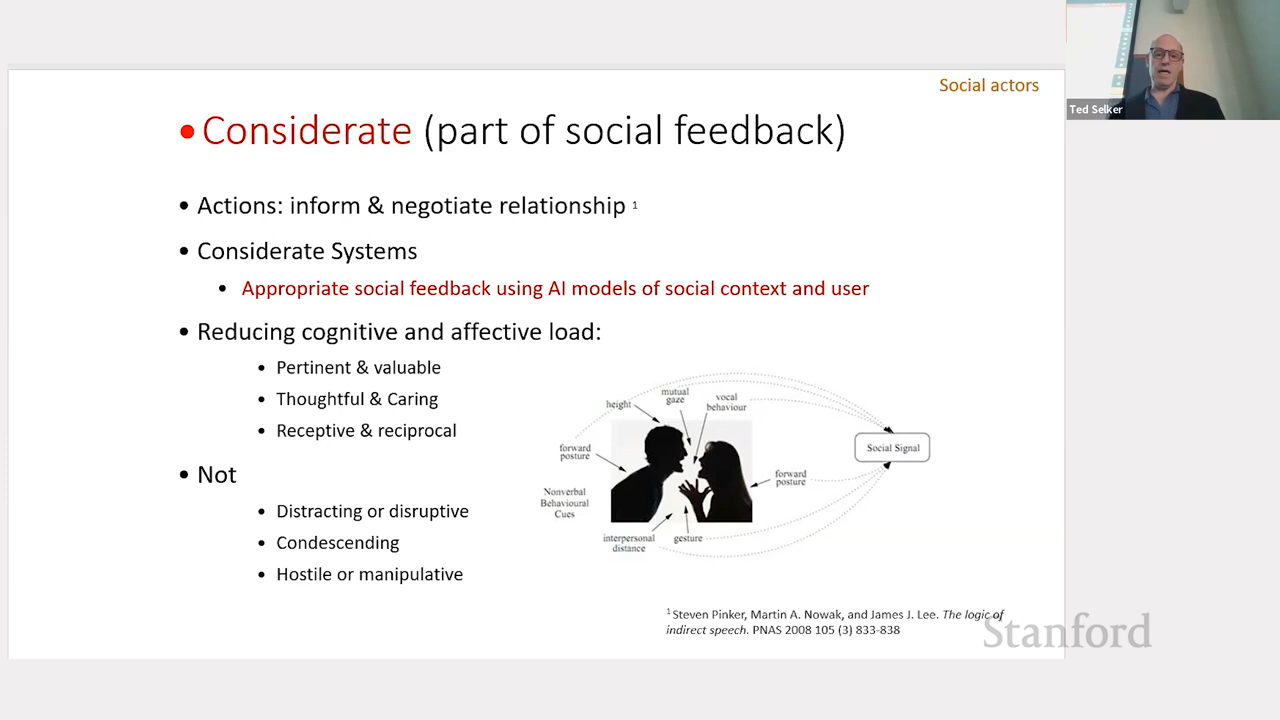 Social actors
Ted Selker
• Considerate (part of social feedback)
• Actions: inform & negotiate relationship 1
• Considerate Systems
• Appropriate social feedback using AI models of social context and user
• Reducing cognitive and affective load:
• Pertinent & valuable
• Thoughtful & Caring
• Receptive & reciprocal
• Not
• Distracting or disruptive
• Condescending
• Hostile or manipulative
height
mutual
gaze
vocal
behaviour
forward
posture
Social Signal
forward
posture
Nonverbal
Behavioural
Cues
interpersonal
distance
gesture
1 Steven Pinker, Martin A. Nowak, and James J. Lee. The logic of
indirect speech. PNAS 2008 105 (3) 833-838
Stanford